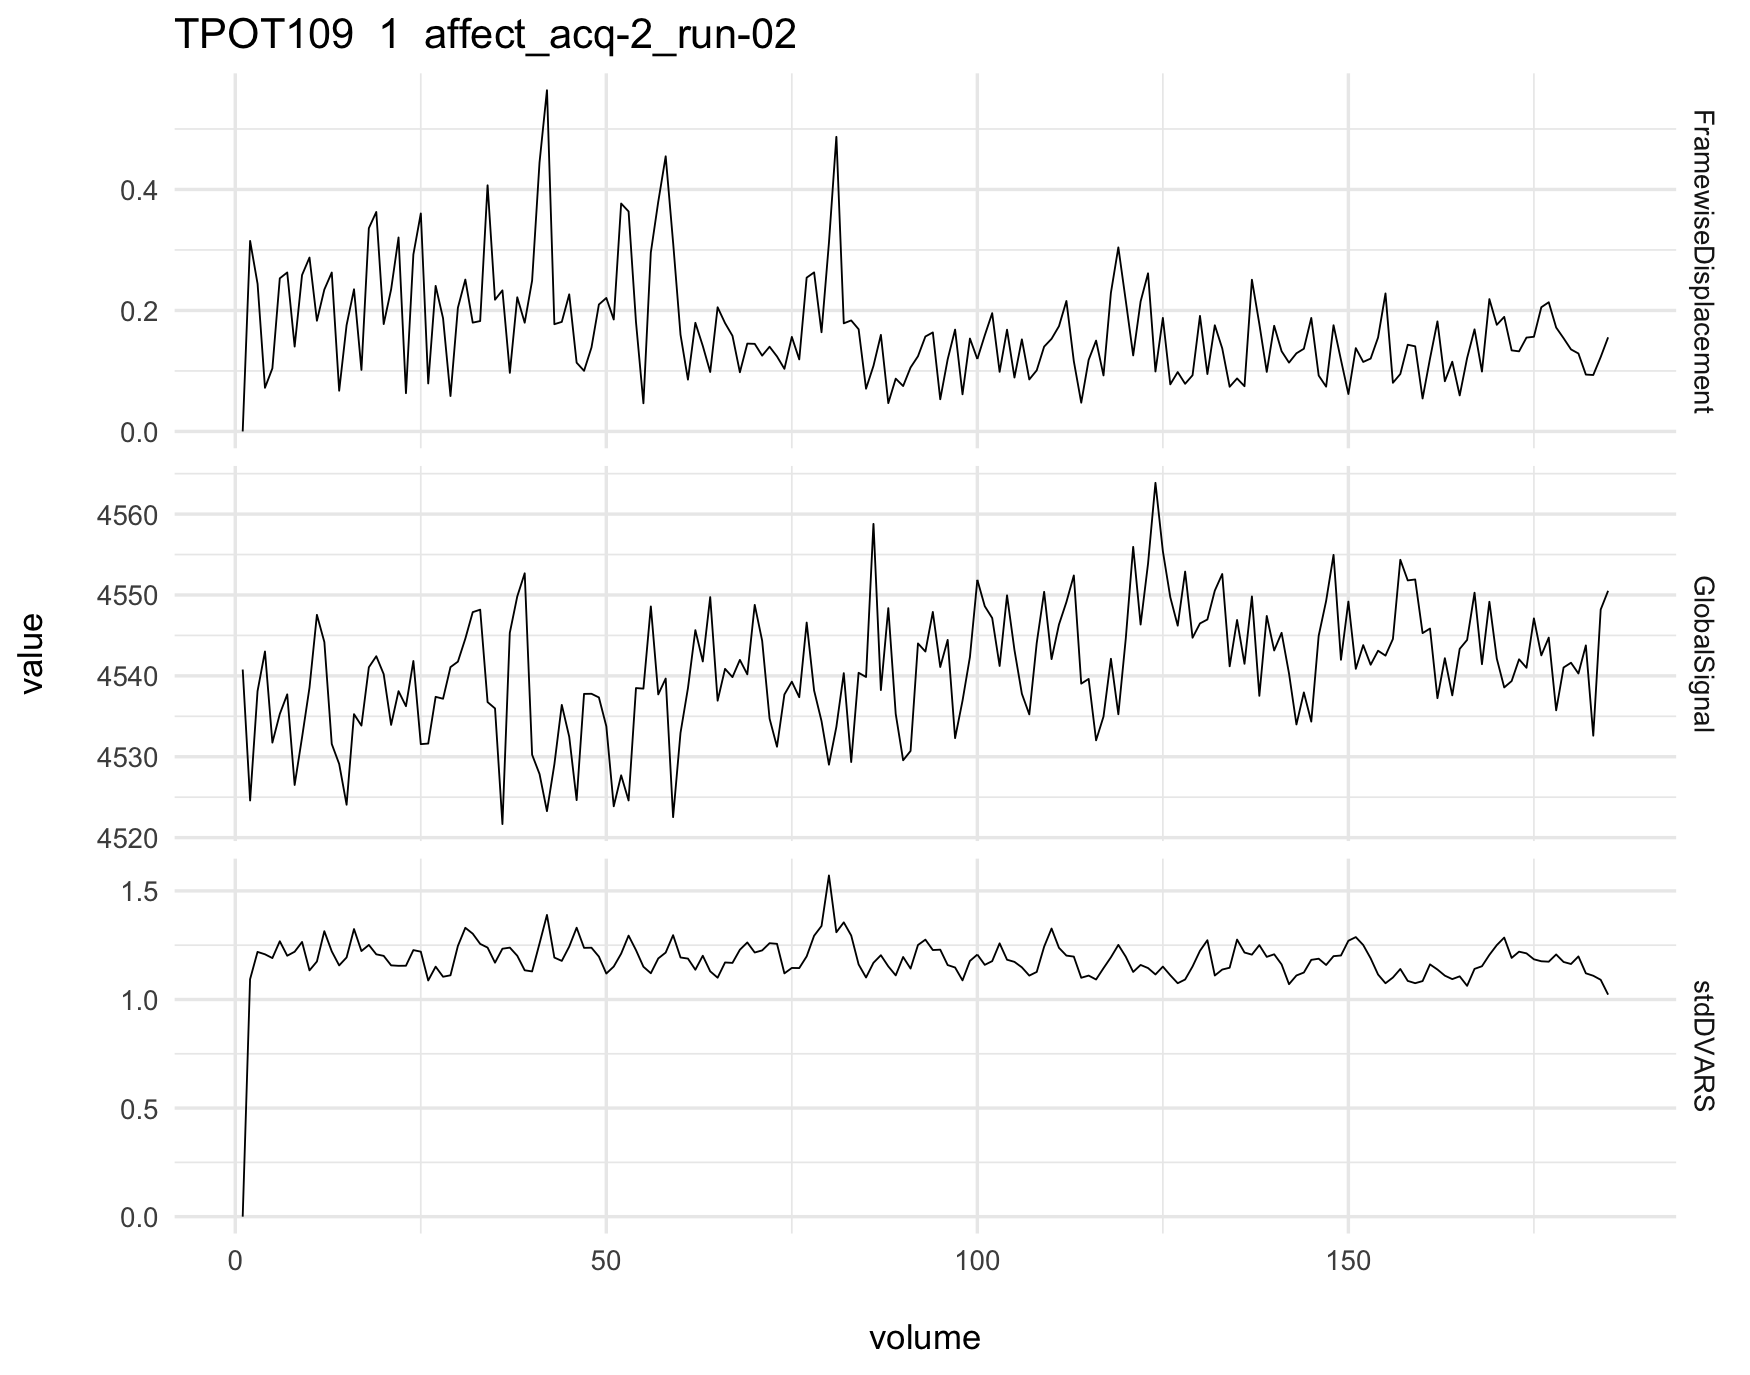 TPOT109 1 affect_acq-2_run-02
value
0.4
0.2
0.0
FramewiseDisplacement
4560
4550
4540
4530
4520
GlobalSignal
1.5
1.0
0.5
0.0
stdDVARS
0 50 100 150
volume